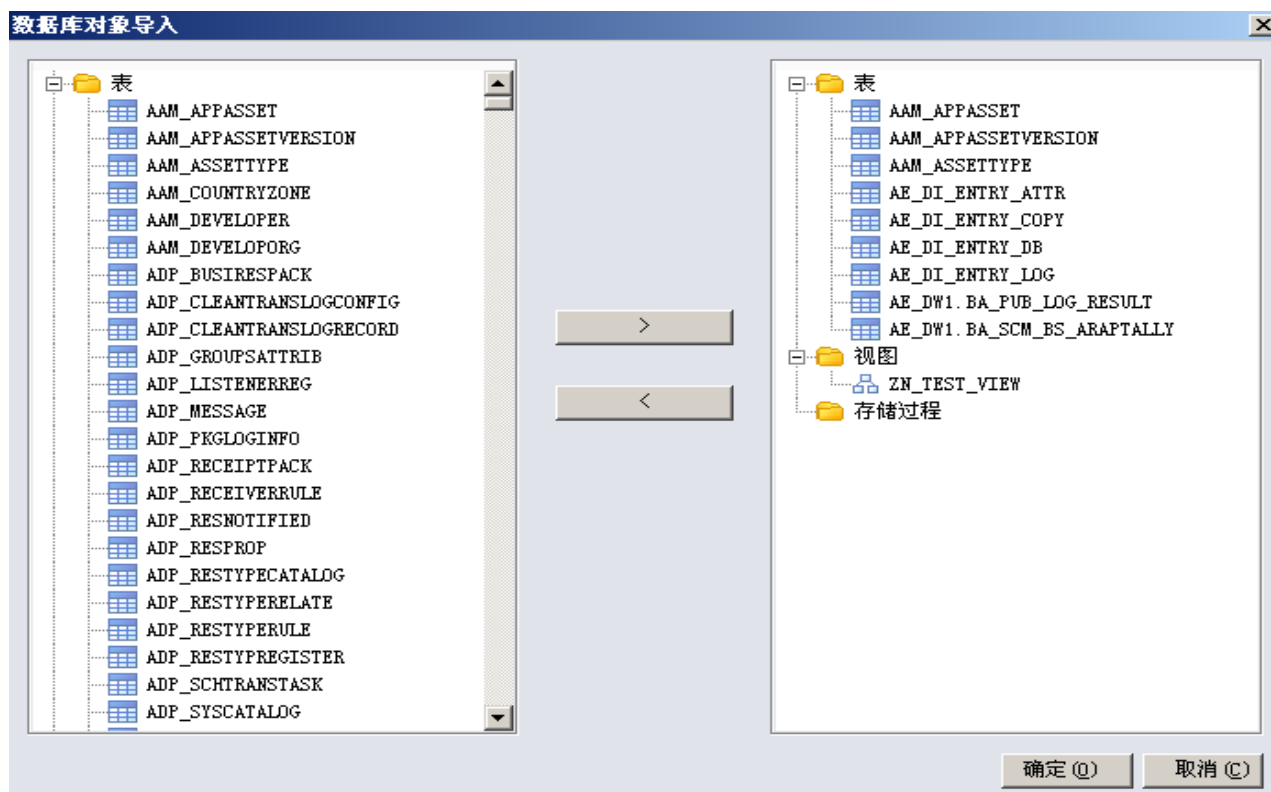 数据库对象导入
表
AAM_APPASSET
AAM_APPASSETVERSION
AAM_ASSETTYPE
AAM_COUNTRYZONE
AAM_DEVELOPER
AAM_DEVELOPORG
ADP_BUSIRESPACK
ADP_CLEANTRANSLOGCONFIG
ADP_CLEANTRANSLOGRECORD
ADP_GROUPSATTRIB
ADP_LISTENERREG
ADP_MESSAGE
ADP_PKGLOGINFO
ADP_RECEIPTPACK
ADP_RECEIVERRULE
ADP_RESNOTIFIED
ADP_RESPROP
ADP_RESTYPECATALOG
ADP_RESTYPERELATE
ADP_RESTYPERULE
ADP_RESTYPREGISTER
ADP_SCHTRANSTASK
ADP_SYSCATALOG
>
<
表
AAM_APPASSET
AAM_APPASSETVERSION
AAM_ASSETTYPE
AE_DI_ENTRY_ATTR
AE_DI_ENTRY_COPY
AE_DI_ENTRY_DB
AE_DI_ENTRY_LOG
AE_DW1.BA_PUB_LOG_RESULT
AE_DW1.BA_SCM_BS_ARAPTALLY
视图
ZN_TEST_VIEW
存储过程
确定(O) 取消(C)